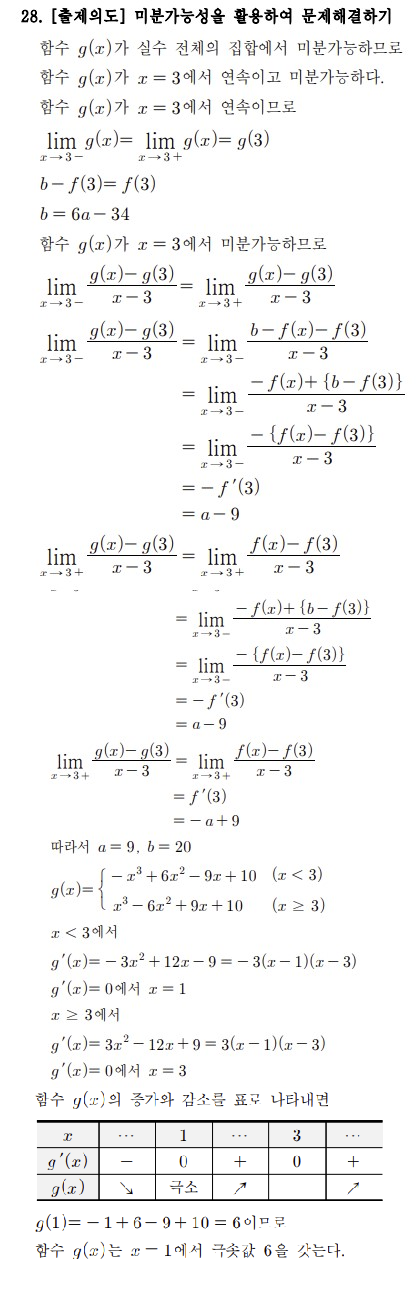 28. [출제의도] 미분가능성을 활용하여 문제해결하기
함수 g(x)가 실수 전체의 집합에서 미분가능하므로
함수 g(x)가 x = 3에서 연속이고 미분가능하다.
함수 g(x)가 x = 3에서 연속이므로
lim_{x→3−} g(x) = lim_{x→3+} g(x) = g(3)
b − f(3) = f(3)
b = 6a − 34
함수 g(x)가 x = 3에서 미분가능하므로
lim_{x→3−} (g(x) − g(3))/(x − 3) = lim_{x→3+} (g(x) − g(3))/(x − 3)
lim_{x→3−} (g(x) − g(3))/(x − 3) = lim_{x→3−} (b − f(x) − f(3))/(x − 3)
= lim_{x→3−} (−f(x) + {b − f(3)})/(x − 3)
= lim_{x→3−} (−{f(x) − f(3)})/(x − 3)
= −f′(3)
= a − 9
lim_{x→3+} (g(x) − g(3))/(x − 3) = lim_{x→3+} (f(x) − f(3))/(x − 3)
= lim_{x→3−} (−f(x) + {b − f(3)})/(x − 3)
= lim_{x→3−} (−{f(x) − f(3)})/(x − 3)
= −f′(3)
= a − 9
lim_{x→3+} (g(x) − g(3))/(x − 3) = lim_{x→3+} (f(x) − f(3))/(x − 3)
= f′(3)
= −a + 9
따라서 a = 9, b = 20
g(x) = { −x³ + 6x² − 9x + 10 (x < 3)
x³ − 6x² + 9x + 10 (x ≥ 3)
x < 3에서
g′(x) = −3x² + 12x − 9 = −3(x − 1)(x − 3)
g′(x) = 0에서 x = 1
x ≥ 3에서
g′(x) = 3x² − 12x + 9 = 3(x − 1)(x − 3)
g′(x) = 0에서 x = 3
함수 g(x)의 증가와 감소를 표로 나타내면
x ⋯ 1 ⋯ 3 ⋯
g′(x) − 0 + 0 +
g(x) ↘ 극소 ↗ ↗
g(1) = −1 + 6 − 9 + 10 = 6이므로
함수 g(x)는 x = 1에서 극솟값 6을 갖는다.